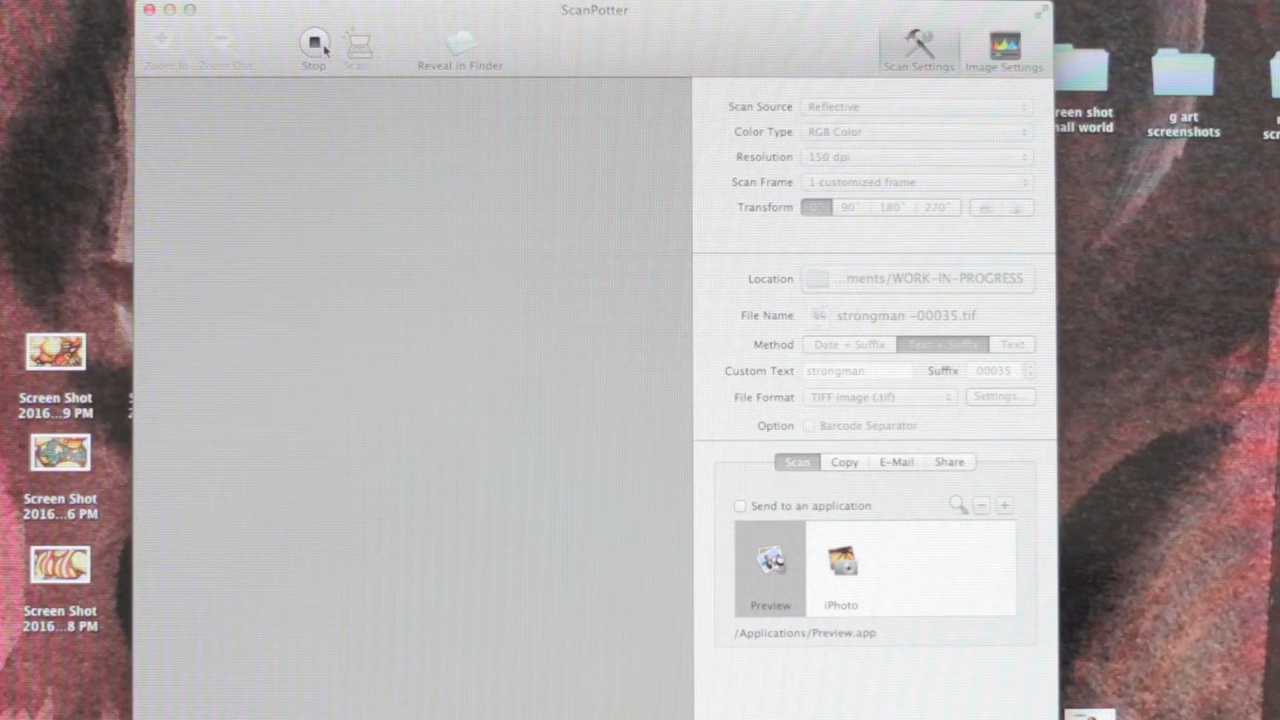 ScanPotter
Zoom In Zoom Out Stop Scan Reveal in Finder Scan Settings Image Settings
Scan Source Reflective
Color Type RGB Color
Resolution 150 dpi
Scan Frame 1 customized frame
Transform 0° 90° 180° 270°
Location ...ments/WORK-IN-PROGRESS
File Name strongman -00035.tif
Method Date + Suffix Text + Suffix Text
Custom Text strongman Suffix 00035
File Format TIFF image (.tif) Settings...
Option Barcode Separator
Scan Copy E-Mail Share
Send to an application
Preview iPhoto
/Applications/Preview.app
Screen Shot
2016...9 PM
Screen Shot
2016...6 PM
Screen Shot
2016...8 PM
reen shot
all world
g art
screenshots